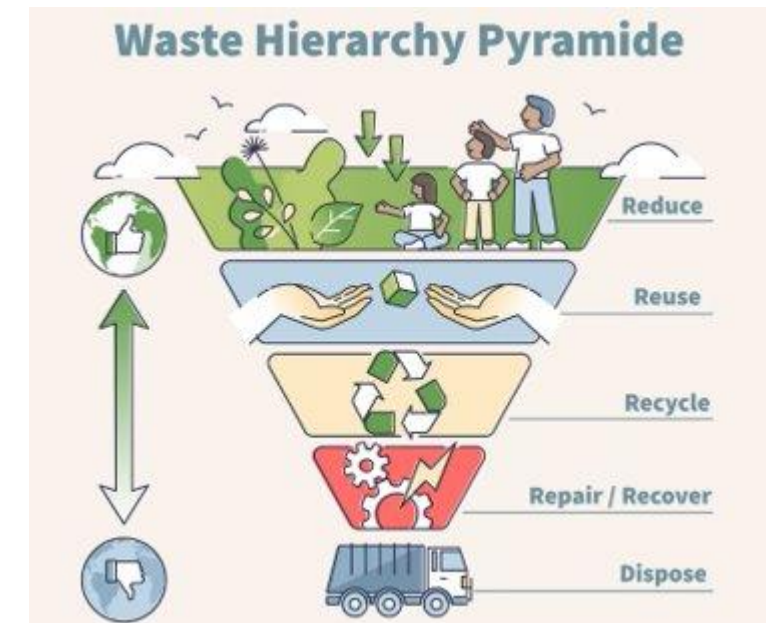 Waste Hierarchy Pyramide
Reduce
Reuse
Recycle
Repair / Recover
Dispose